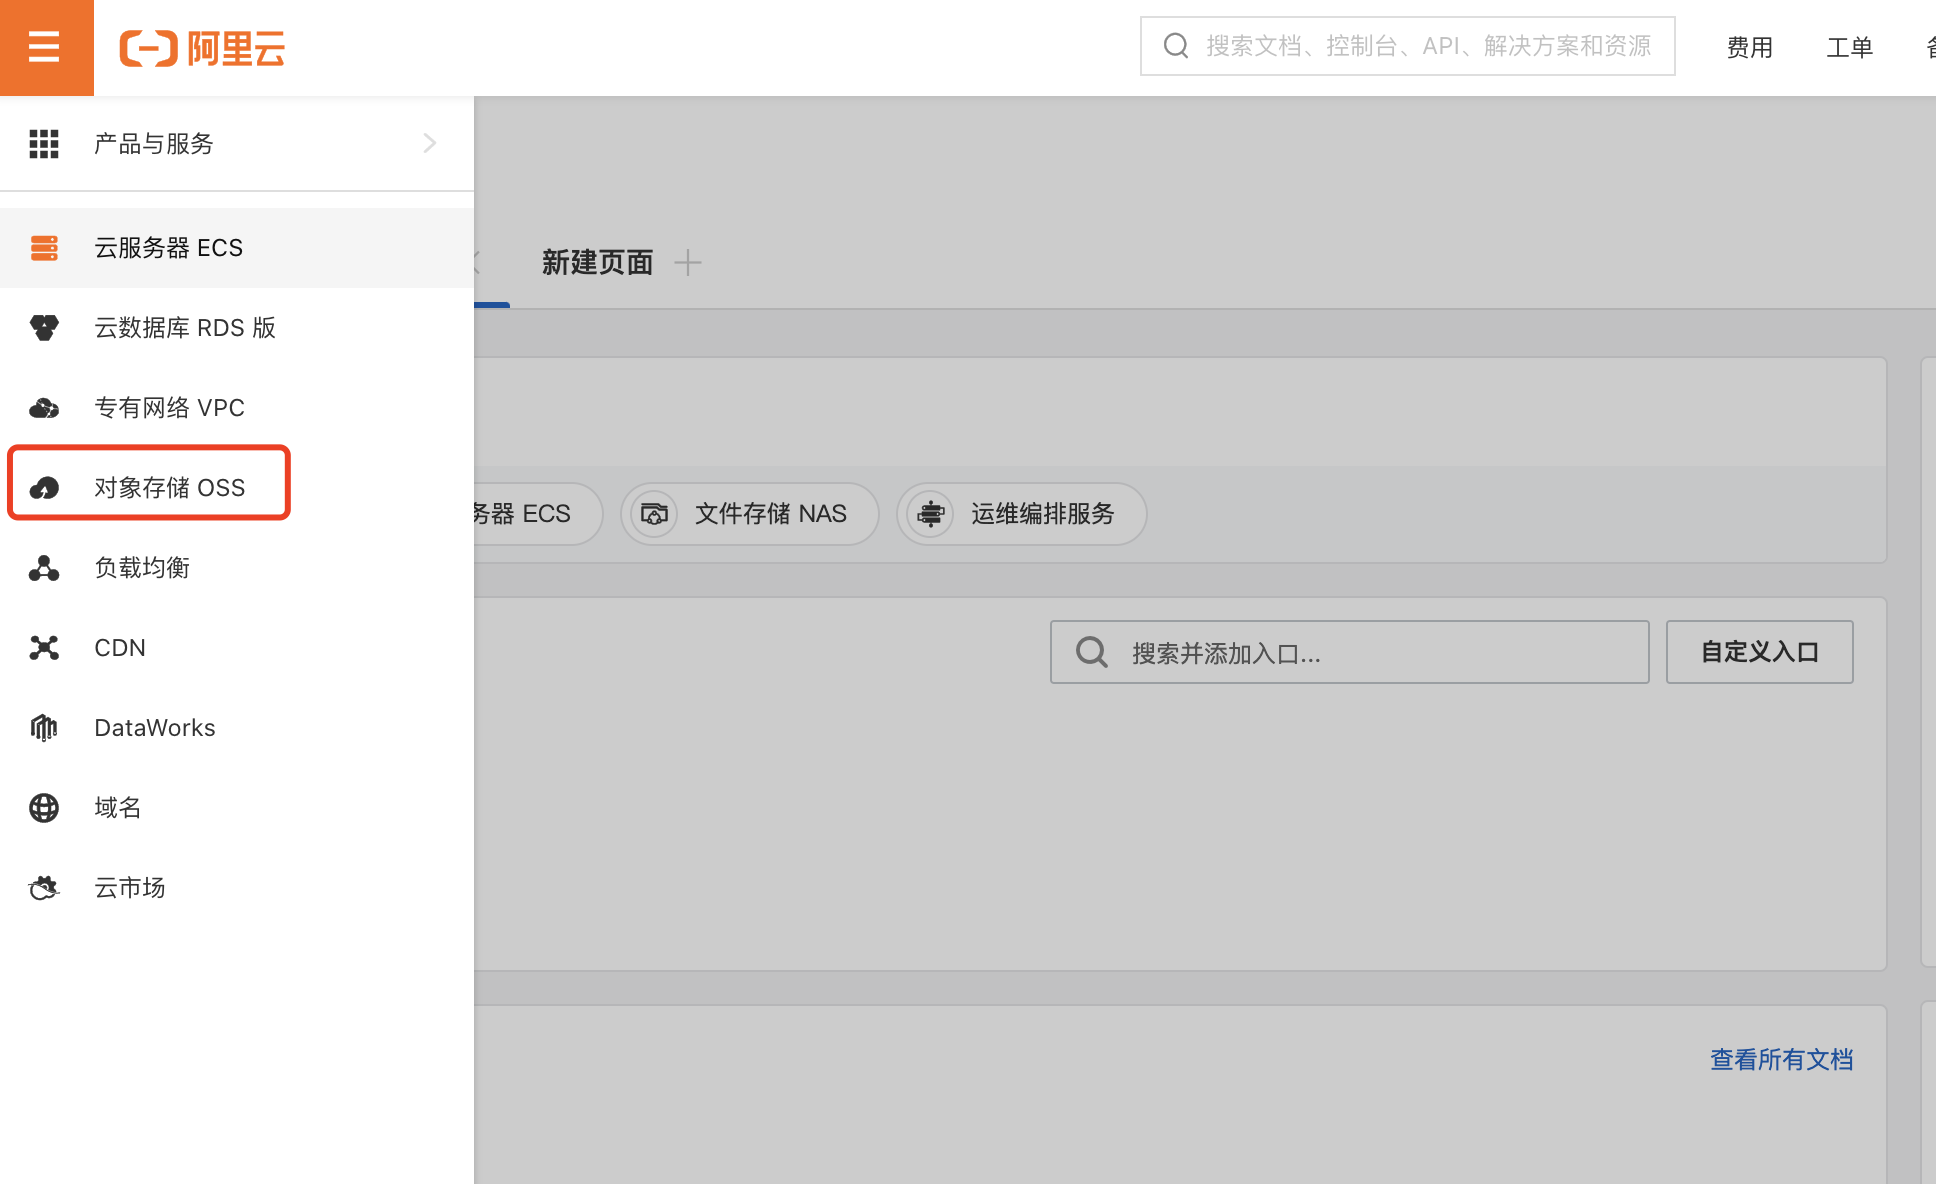 阿里云
搜索文档、控制台、API、解决方案和资源
费用
工单
产品与服务
云服务器 ECS
云数据库 RDS 版
专有网络 VPC
对象存储 OSS
负载均衡
CDN
DataWorks
域名
云市场
新建页面
务器 ECS
文件存储 NAS
运维编排服务
搜索并添加入口...
自定义入口
查看所有文档